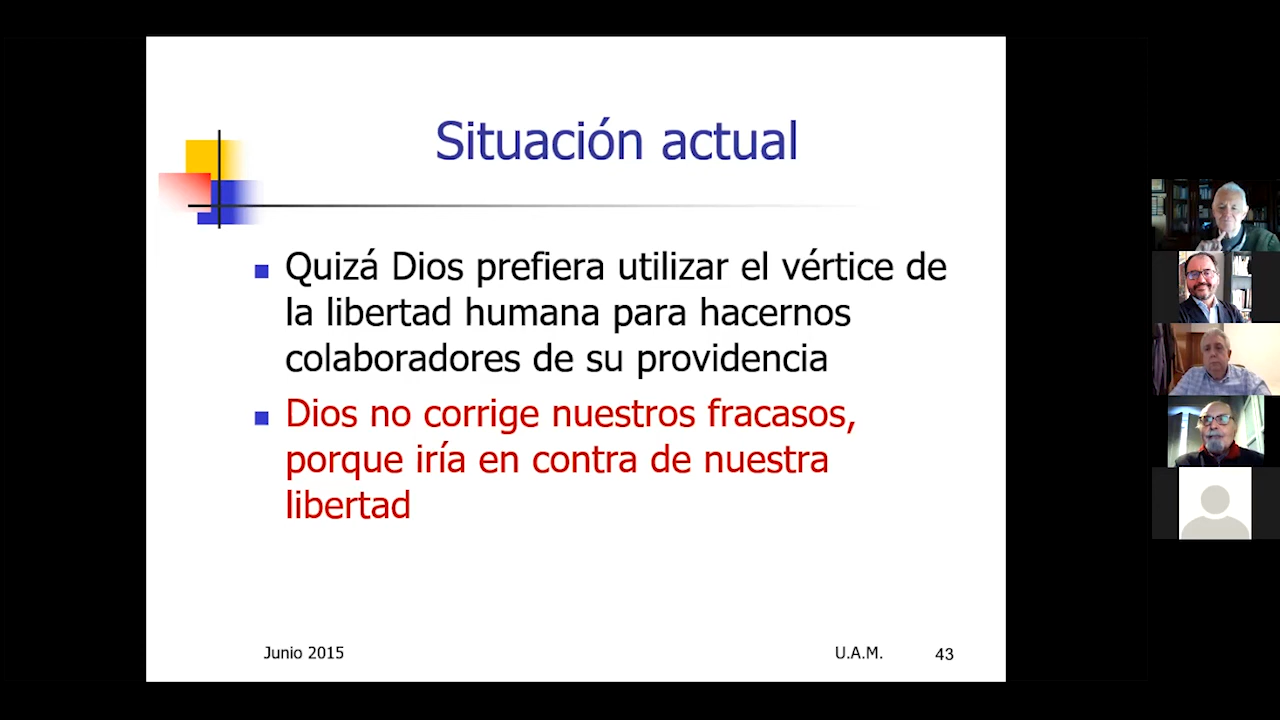 Situación actual
Quizá Dios prefiera utilizar el vértice de
la libertad humana para hacernos
colaboradores de su providencia
Dios no corrige nuestros fracasos,
porque iría en contra de nuestra
libertad
Junio 2015
U.A.M.
43